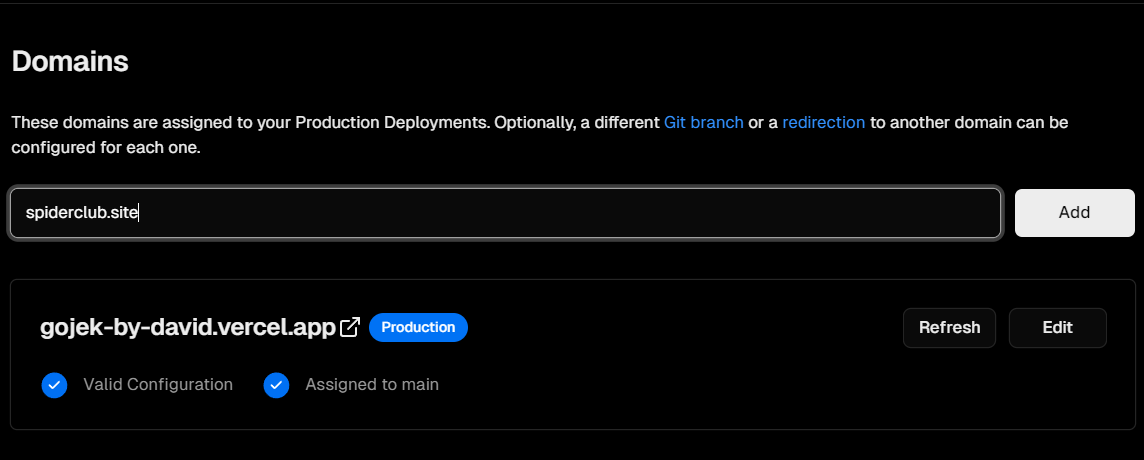 Domains
These domains are assigned to your Production Deployments. Optionally, a different Git branch or a redirection to another domain can be
configured for each one.
spiderclub.site
Add
gojek-by-david.vercel.app
Production
Refresh
Edit
Valid Configuration
Assigned to main